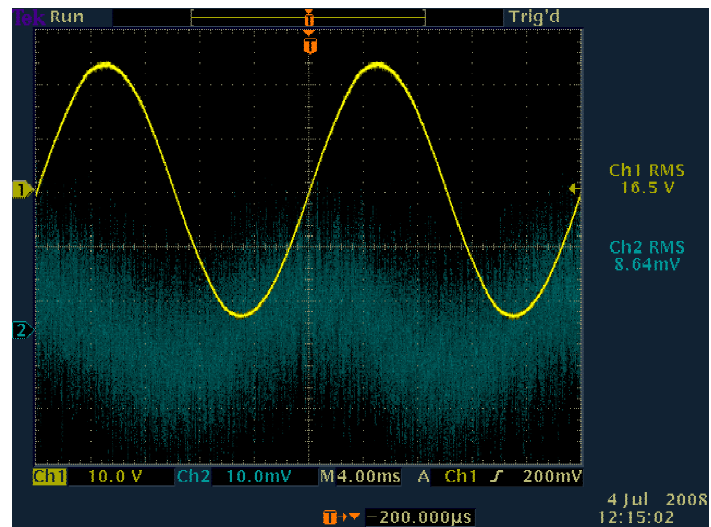 Tek Run Trig'd
T
T
1
Ch1 RMS
16.5 V
Ch2 RMS
8.64mV
2
Ch1 10.0 V Ch2 10.0mV M4.00ms A Ch1 200mV
T -200.000µs
4 Jul 2008
12:15:02